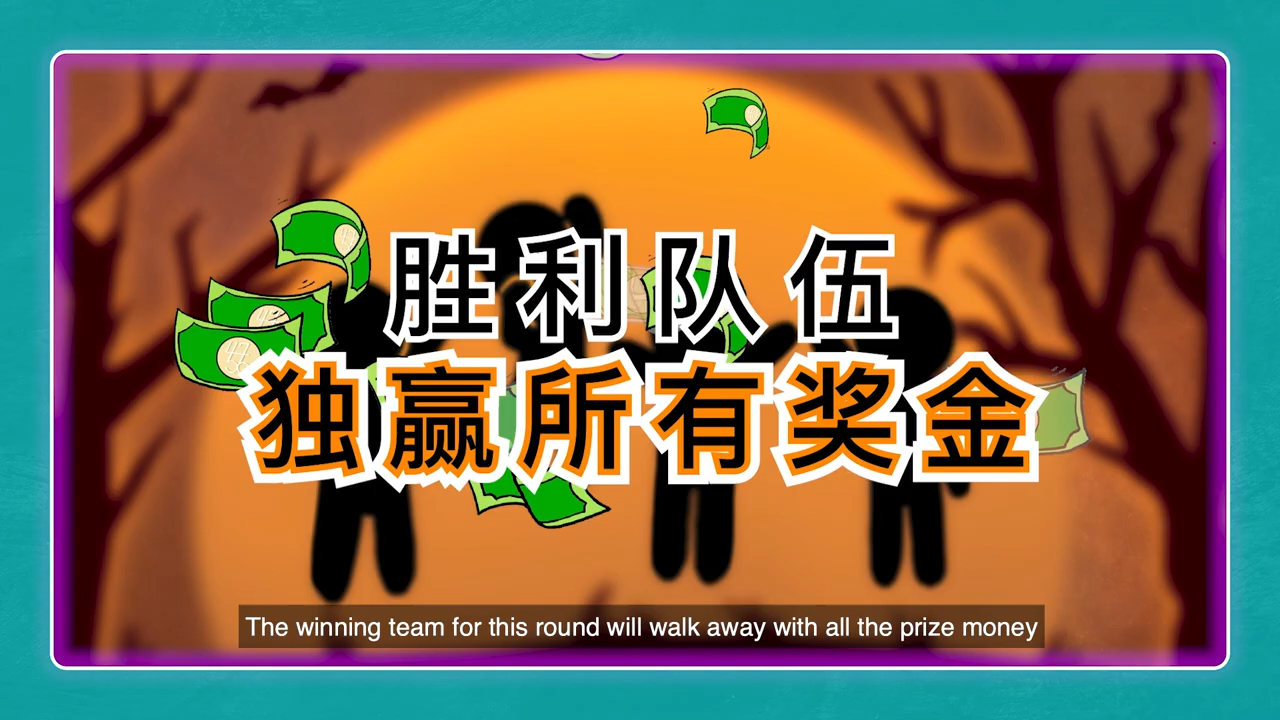 胜利队伍
独赢所有奖金
The winning team for this round will walk away with all the prize money